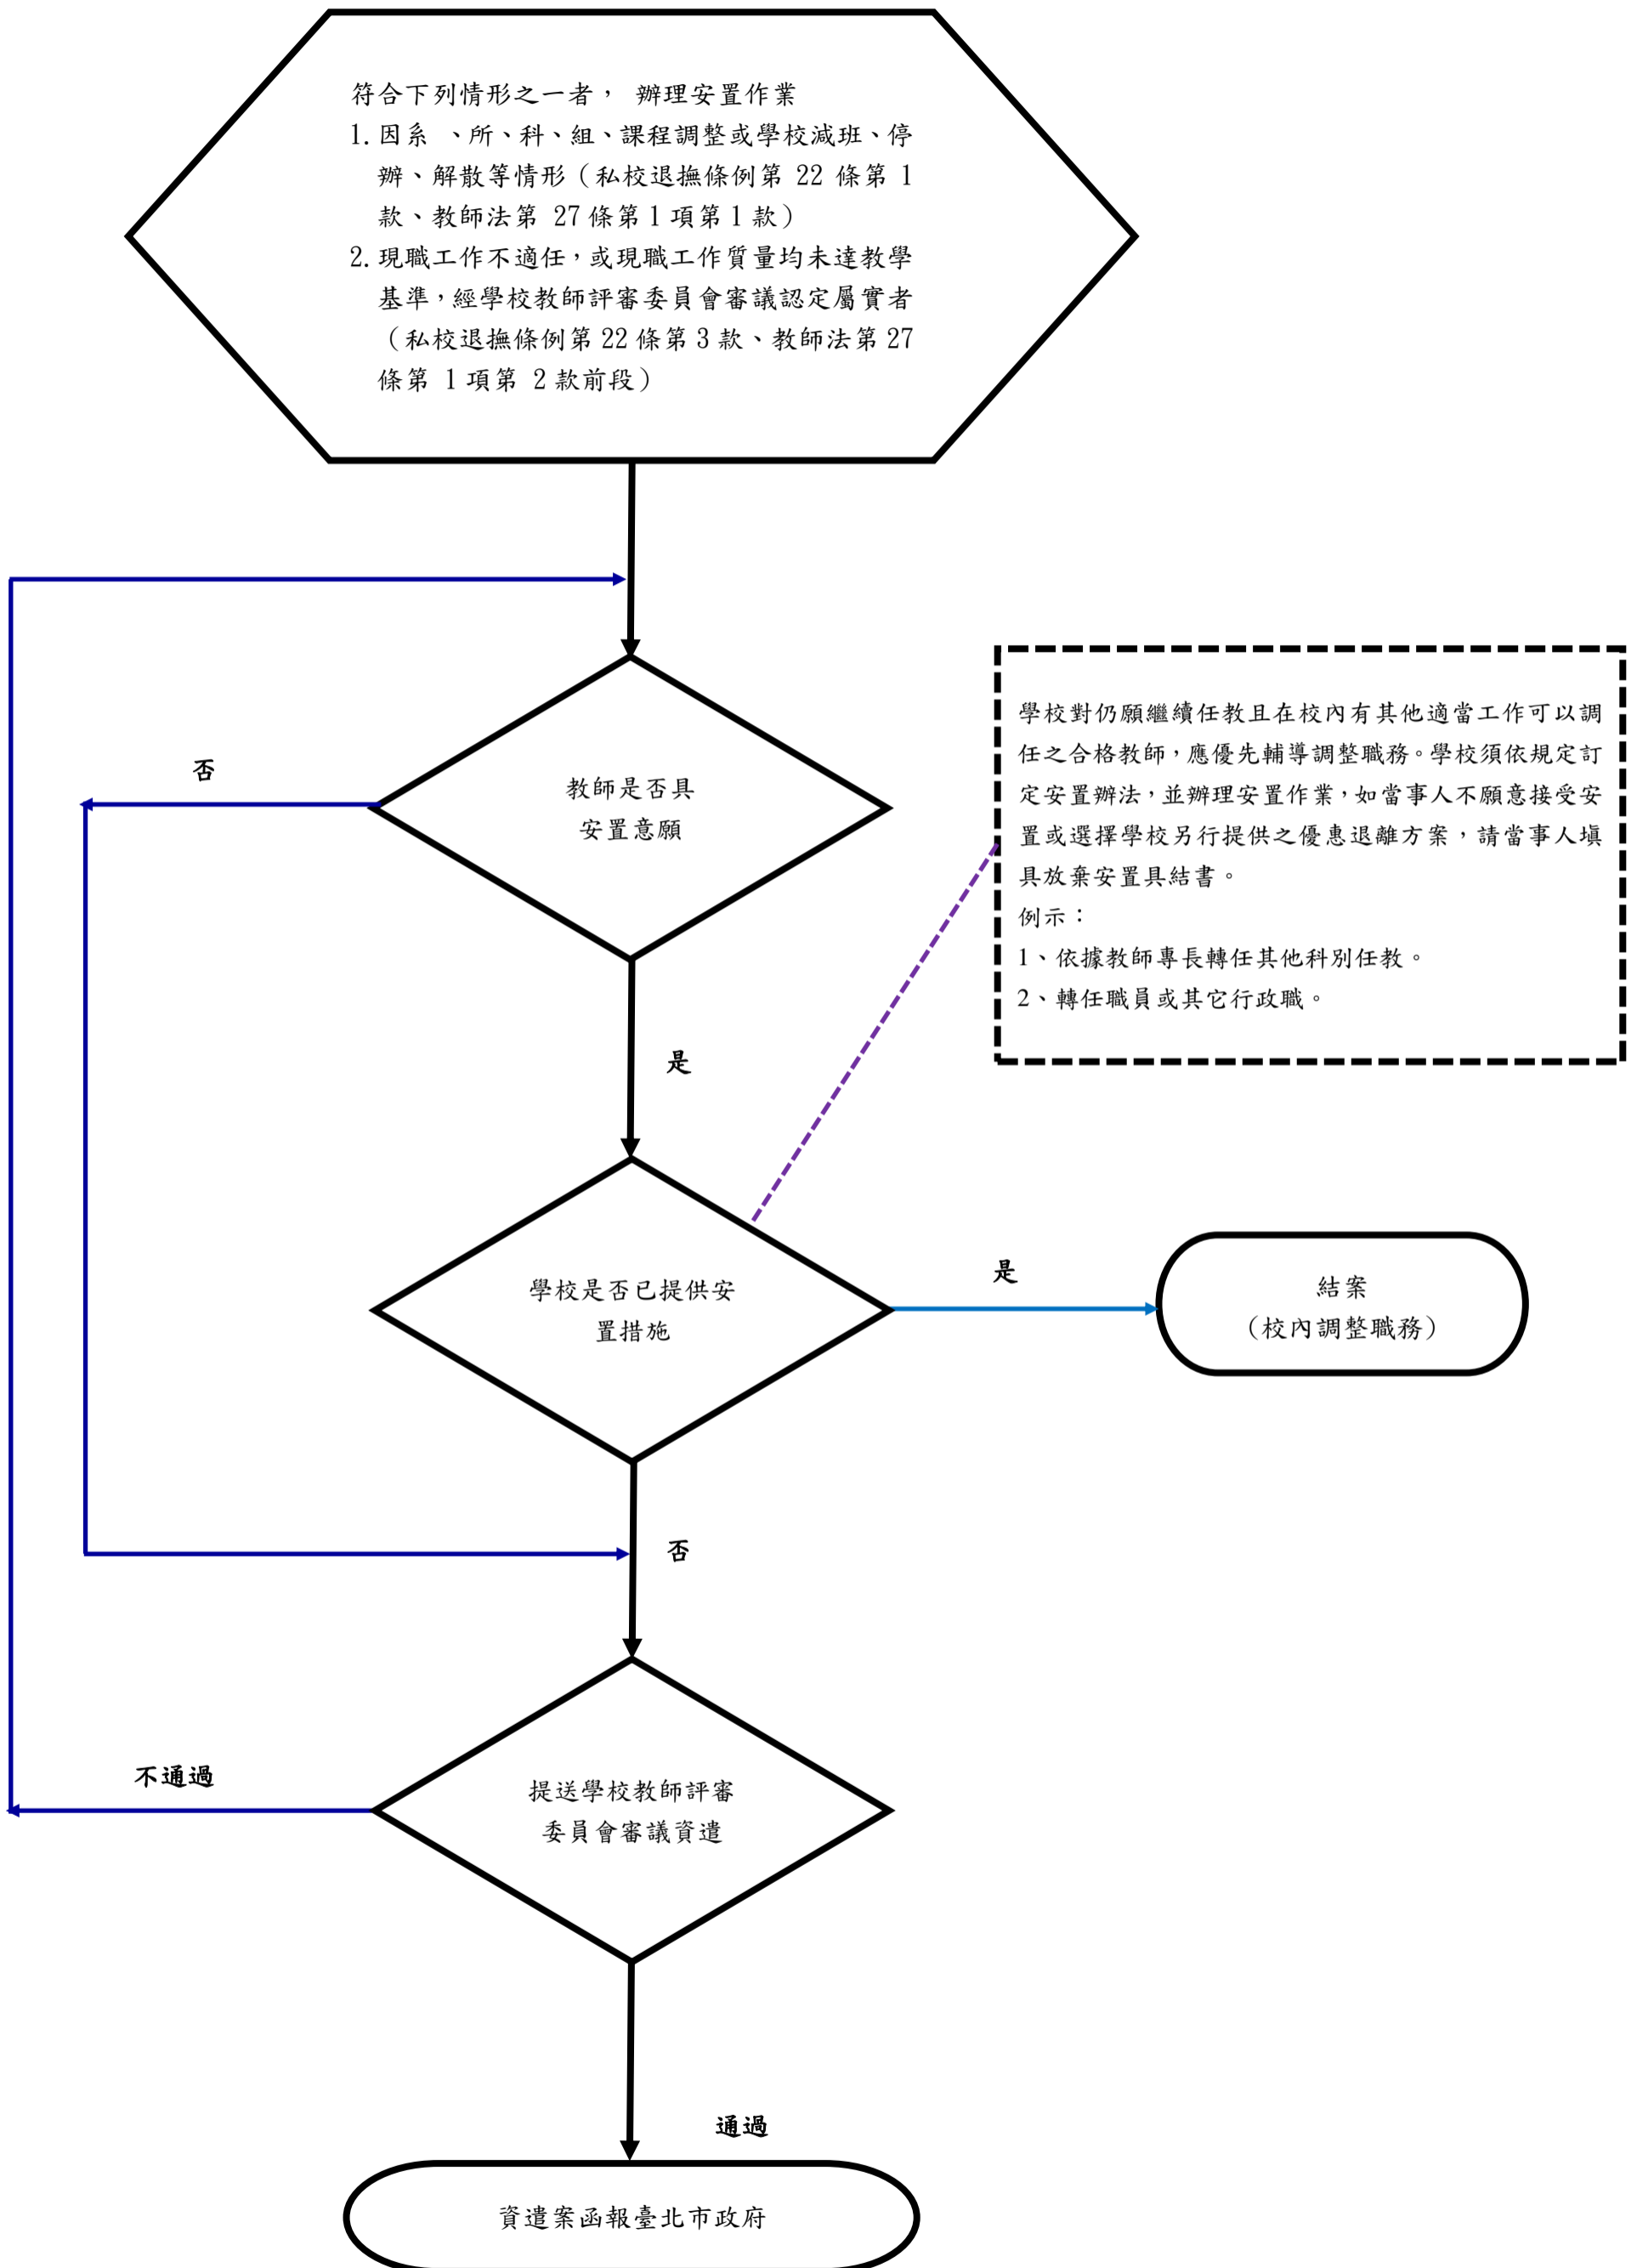 符合下列情形之一者， 辦理安置作業
1. 因系 、所、科、組、課程調整或學校減班、停
辦、解散等情形（私校退撫條例第 22 條第 1
款、教師法第 27 條第 1 項第 1 款）
2. 現職工作不適任，或現職工作質量均未達教學
基準，經學校教師評審委員會審議認定屬實者
（私校退撫條例第 22 條第 3 款、教師法第 27
條第 1 項第 2 款前段）
學校對仍願繼續任教且在校內有其他適當工作可以調
任之合格教師，應優先輔導調整職務。學校須依規定訂
定安置辦法，並辦理安置作業，如當事人不願意接受安
置或選擇學校另行提供之優惠退離方案，請當事人填
具放棄安置具結書。
例示：
1、依據教師專長轉任其他科別任教。
2、轉任職員或其它行政職。
否
教師是否具
安置意願
是
學校是否已提供安
置措施
是
結案
（校內調整職務）
否
不通過
提送學校教師評審
委員會審議資遣
通過
資遣案函報臺北市政府